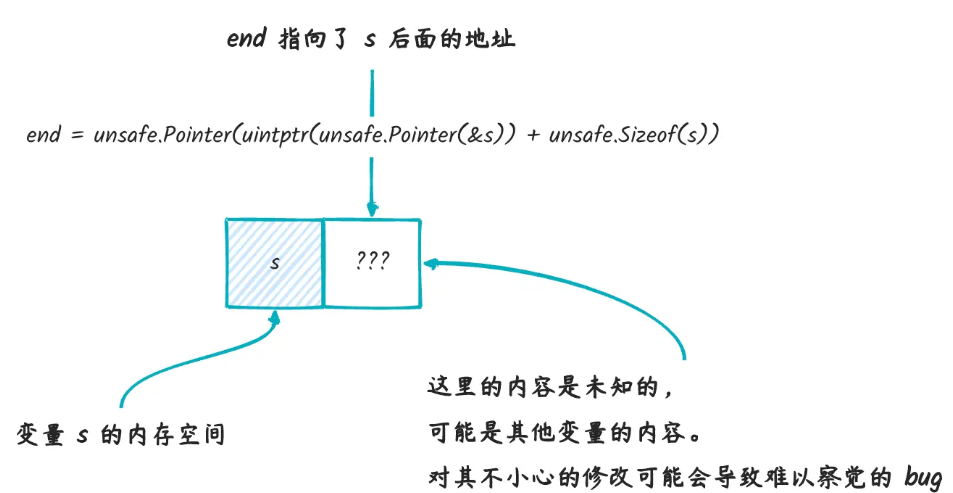 end 指向了 s 后面的地址
end = unsafe.Pointer(uintptr(unsafe.Pointer(&s)) + unsafe.Sizeof(s))
s
???
变量 s 的内存空间
这里的内容是未知的，
可能是其他变量的内容。
对其不小心的修改可能会导致难以察觉的 bug